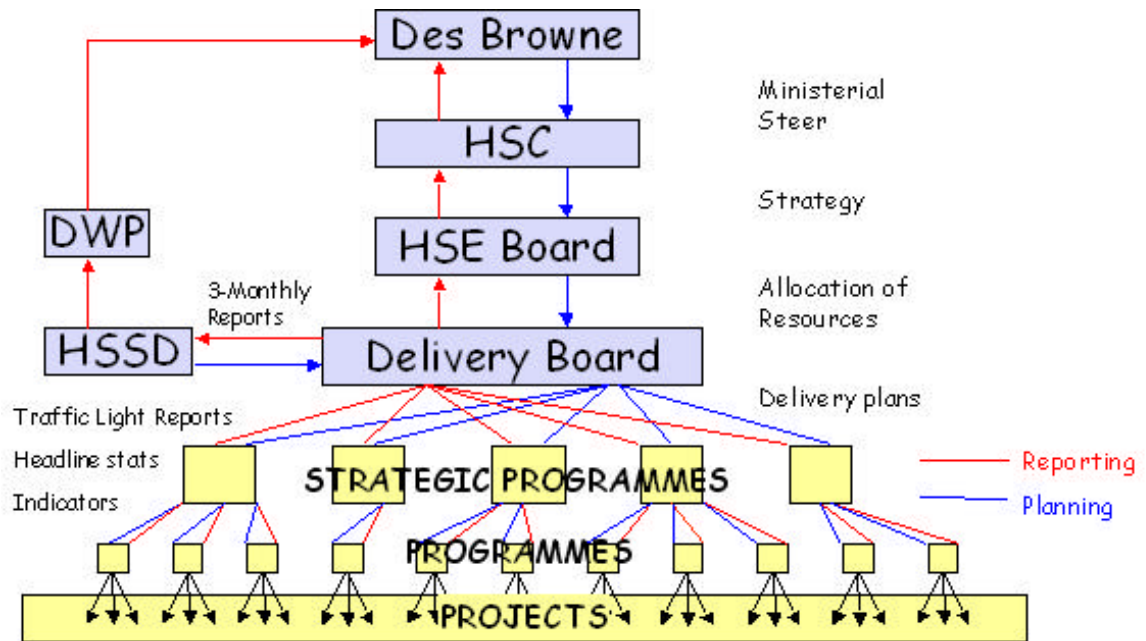 Des Browne
Ministerial
Steer
HSC
Strategy
DWP
HSE Board
3-Monthly
Reports
Allocation of
Resources
HSSD
Delivery Board
Delivery plans
Traffic Light Reports
Headline stats
STRATEGIC PROGRAMMES
Reporting
Indicators
Planning
PROGRAMMES
PROJECTS